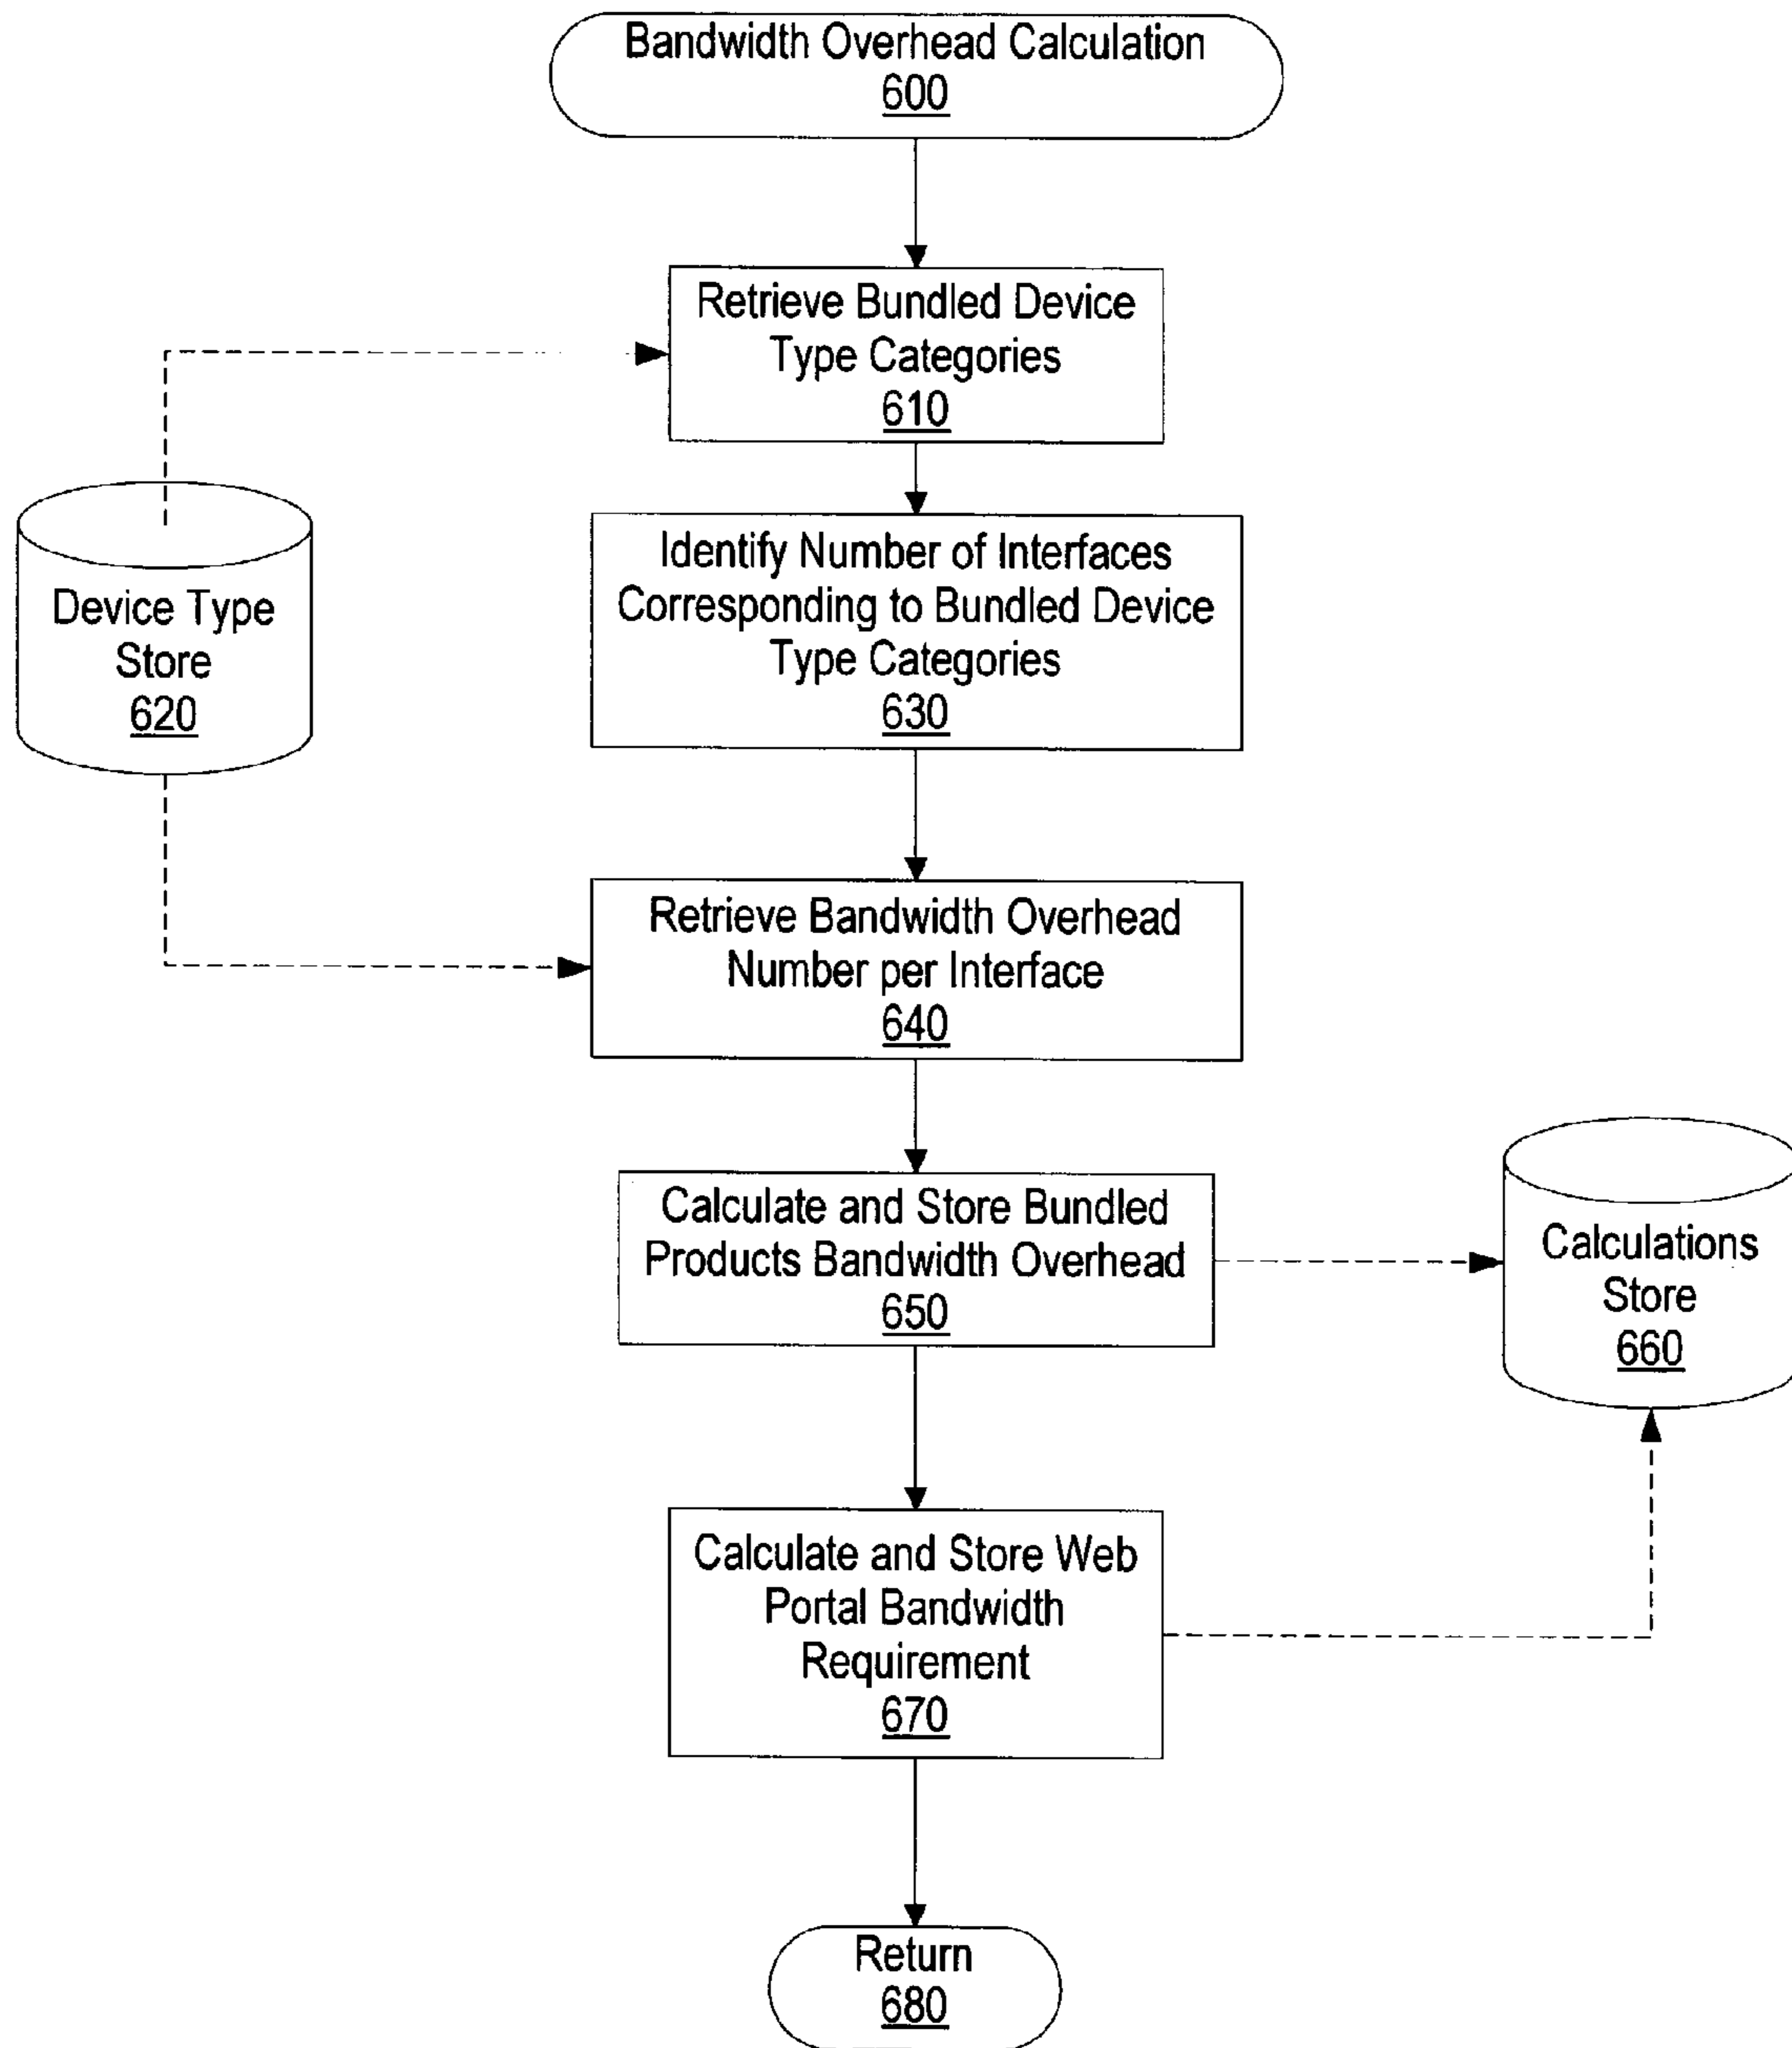 Bandwidth Overhead Calculation
600
Retrieve Bundled Device
Type Categories
610
Device Type
Store
620
Identify Number of Interfaces
Corresponding to Bundled Device
Type Categories
630
Retrieve Bandwidth Overhead
Number per Interface
640
Calculate and Store Bundled
Products Bandwidth Overhead
650
Calculations
Store
660
Calculate and Store Web
Portal Bandwidth
Requirement
670
Return
680